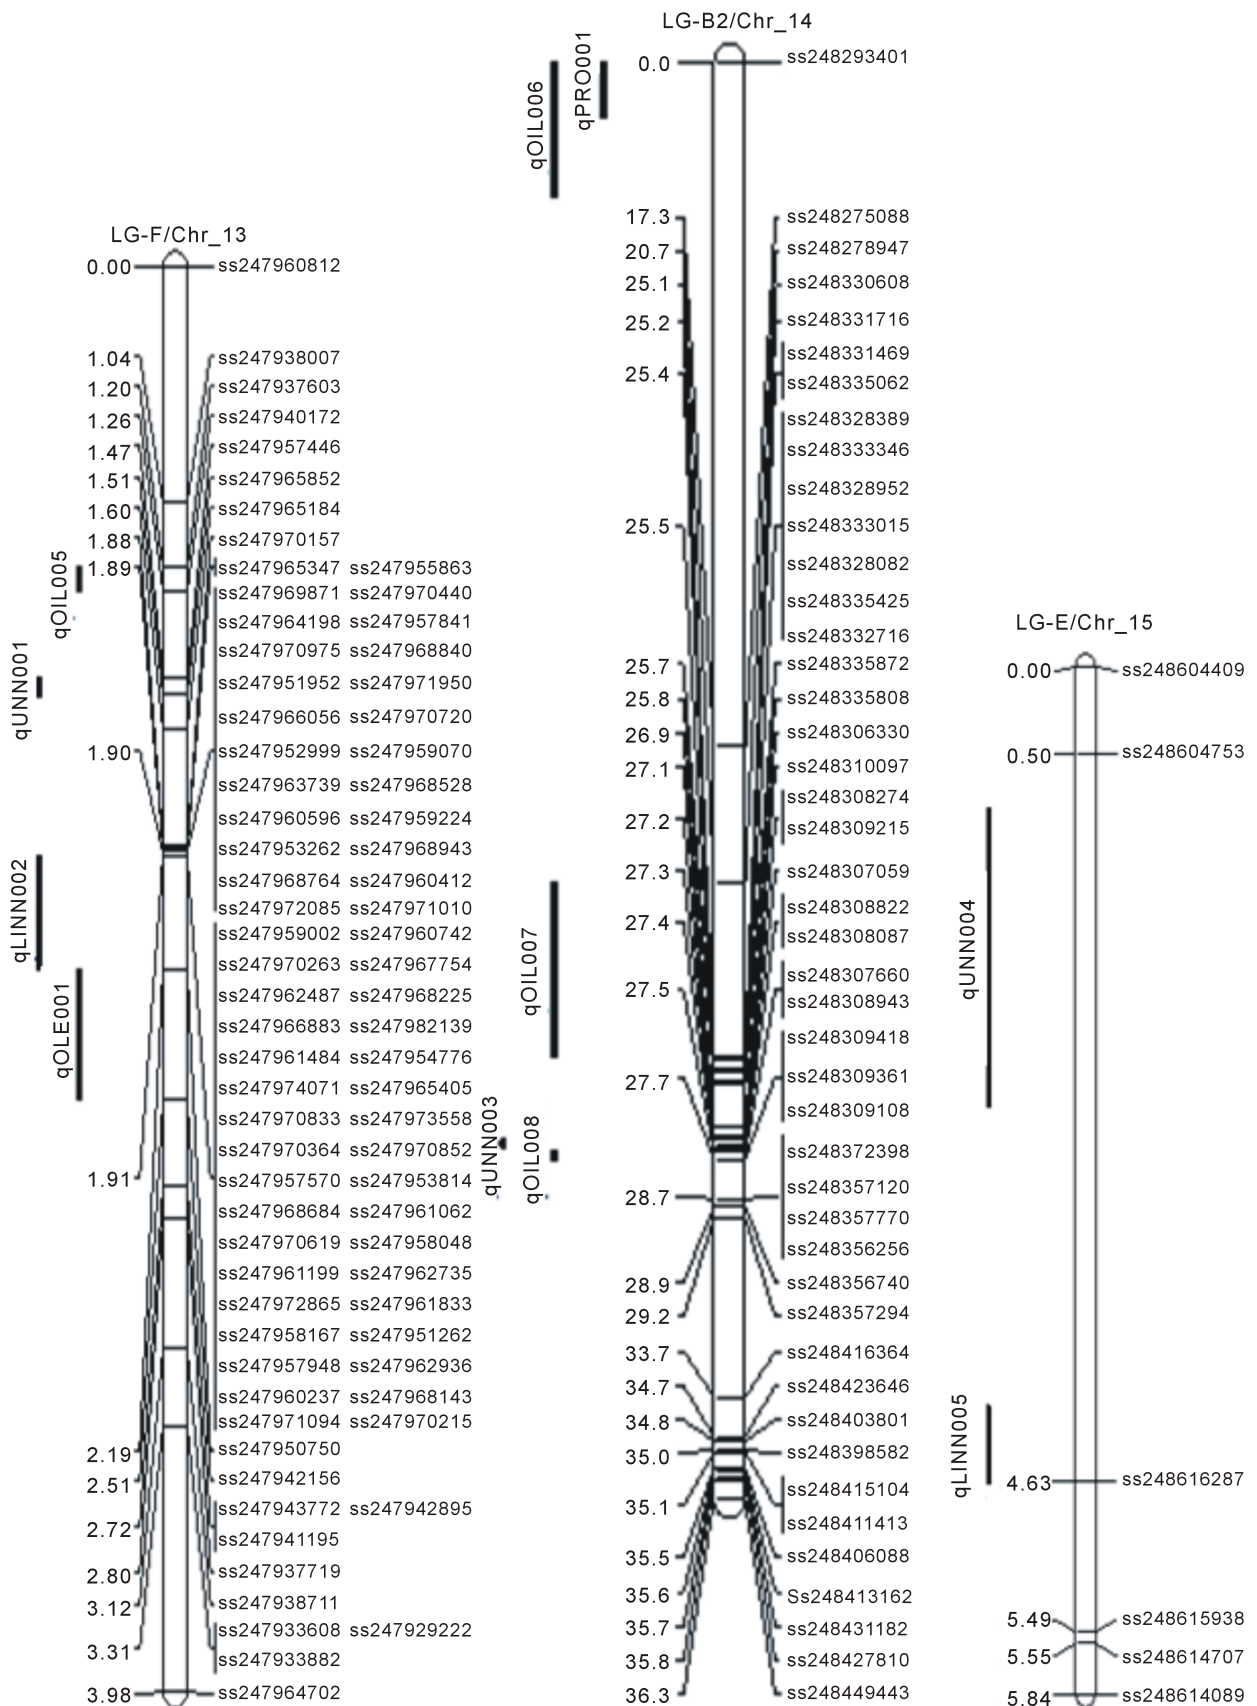 LG-F/Chr_13
0.00 ss247960812
1.04 ss247938007
1.20 ss247937603
1.26 ss247940172
1.47 ss247957446
1.51 ss247965852
1.60 ss247965184
1.88 ss247970157
1.89 ss247965347 ss247955863
ss247969871 ss247970440
ss247964198 ss247957841
ss247970975 ss247968840
ss247951952 ss247971950
ss247966056 ss247970720
1.90 ss247952999 ss247959070
ss247963739 ss247968528
ss247960596 ss247959224
ss247953262 ss247968943
ss247968764 ss247960412
ss247972085 ss247971010
ss247959002 ss247960742
ss247970263 ss247967754
ss247962487 ss247968225
ss247966883 ss247982139
ss247961484 ss247954776
ss247974071 ss247965405
ss247970833 ss247973558
ss247970364 ss247970852
1.91 ss247957570 ss247953814
ss247968684 ss247961062
ss247970619 ss247958048
ss247961199 ss247962735
ss247972865 ss247961833
ss247958167 ss247951262
ss247957948 ss247962936
ss247960237 ss247968143
ss247971094 ss247970215
2.19 ss247950750
2.51 ss247942156
ss247943772 ss247942895
2.72 ss247941195
2.80 ss247937719
3.12 ss247938711
ss247933608 ss247929222
3.31 ss247933882
3.98 ss247964702
qOIL005
qUNN001
qLINN002
qOLE001
LG-B2/Chr_14
0.0 ss248293401
17.3 ss248275088
20.7 ss248278947
25.1 ss248330608
25.2 ss248331716
ss248331469
25.4 ss248335062
ss248328389
ss248333346
ss248328952
25.5 ss248333015
ss248328082
ss248335425
ss248332716
25.7 ss248335872
25.8 ss248335808
26.9 ss248306330
27.1 ss248310097
ss248308274
27.2 ss248309215
27.3 ss248307059
ss248308822
27.4 ss248308087
ss248307660
27.5 ss248308943
ss248309418
27.7 ss248309361
ss248309108
ss248372398
28.7 ss248357120
ss248357770
ss248356256
28.9 ss248356740
29.2 ss248357294
33.7 ss248416364
34.7 ss248423646
34.8 ss248403801
35.0 ss248398582
ss248415104
35.1 ss248411413
35.5 ss248406088
35.6 Ss248413162
35.7 ss248431182
35.8 ss248427810
36.3 ss248449443
qOIL006
qPRO001
qOIL007
qUNN003
qOIL008
LG-E/Chr_15
0.00 ss248604409
0.50 ss248604753
4.63 ss248616287
5.49 ss248615938
5.55 ss248614707
5.84 ss248614089
qUNN004
qLINN005